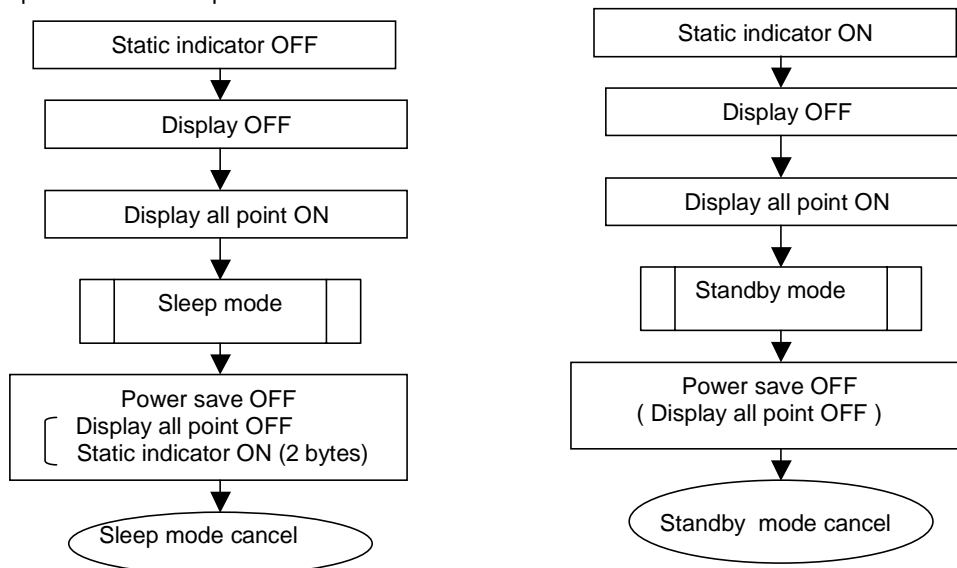 Static indicator OFF
Display OFF
Display all point ON
Sleep mode
Power save OFF
Display all point OFF
Static indicator ON (2 bytes)
Sleep mode cancel
Static indicator ON
Display OFF
Display all point ON
Standby mode
Power save OFF
( Display all point OFF )
Standby mode cancel